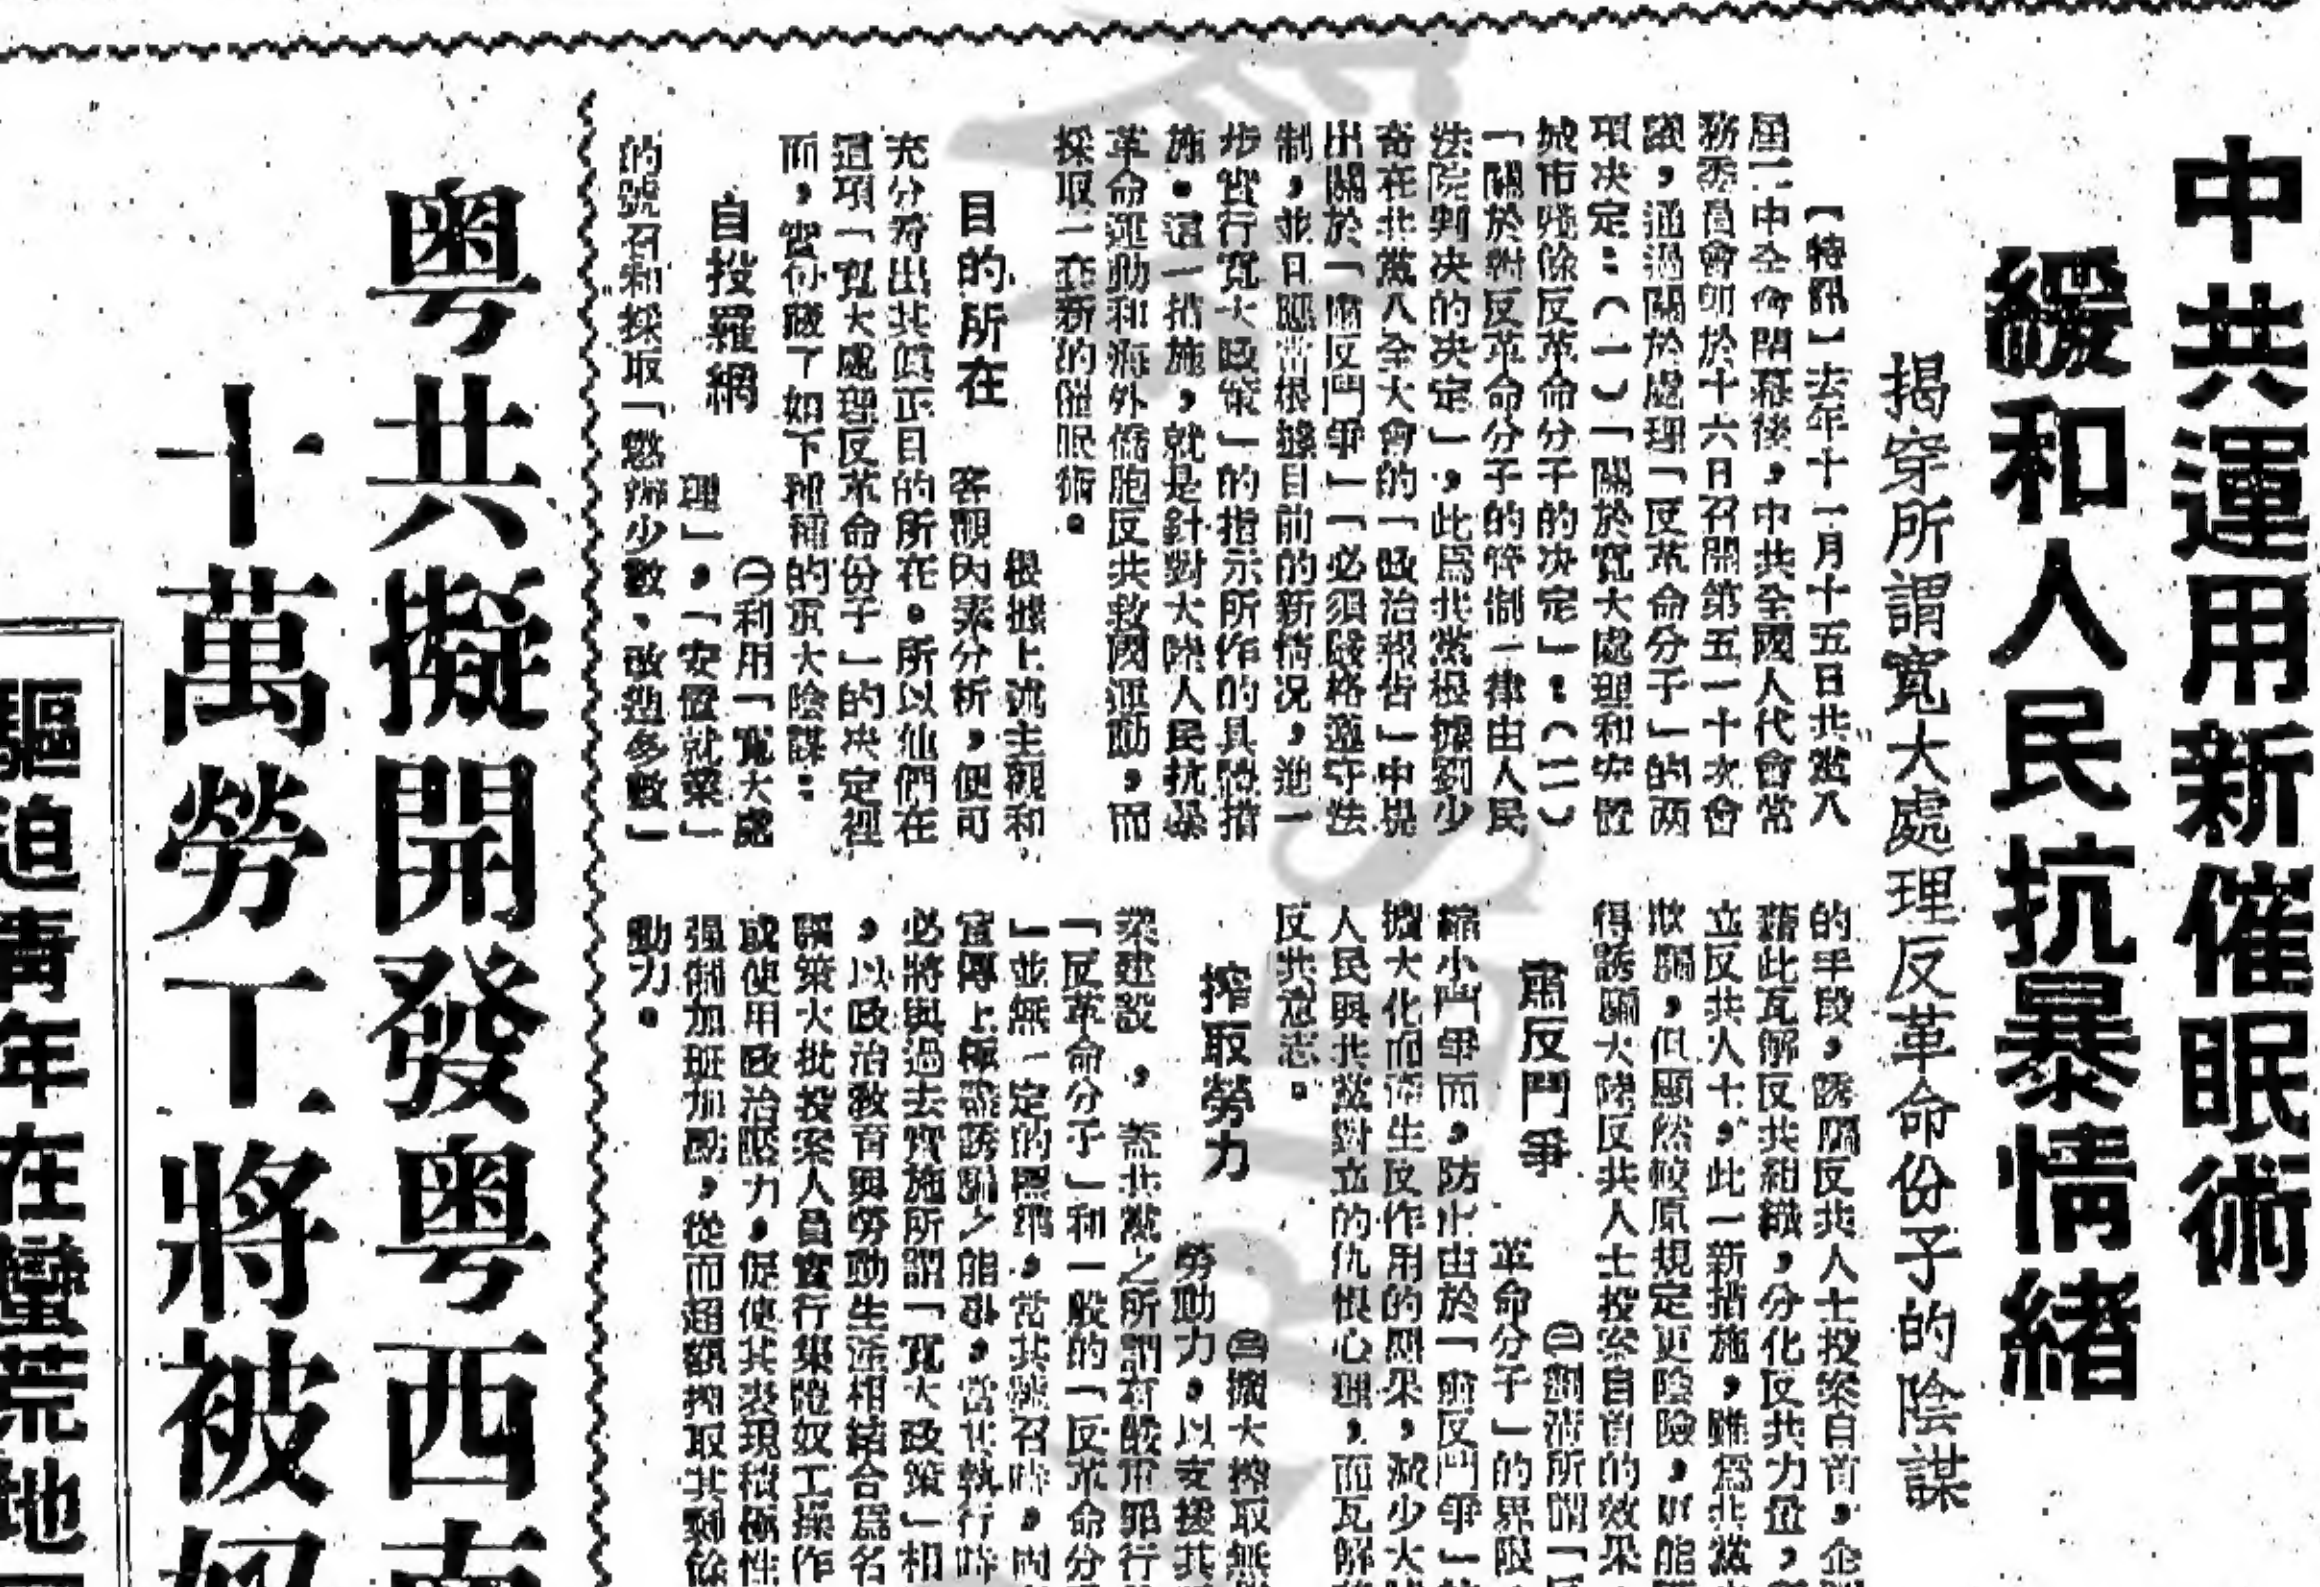 中共運用新催眠術
緩和人民抗暴情緒
揭穿所謂寬大處理反革命份子的陰謀
【特訊】去年十一月十五日共黨八
屆二中全會閉幕後，中共全國人代會常
務委員會即於十六日召開第五一十次會
議，通過關於處理「反革命分子」的兩
項决定：（一）「關於寬大處理和安置
城市殘餘反革命分子的决定」：（二）
「關於對反革命分子的管制一律由人民
法院判决的决定」，此爲共黨根據劉少
奇在共黨八全大會的「政治報告」中提
出關於「肅反鬥爭」「必須嚴格遵守法
制，並且應當根據目前的新情况，進一
步實行寬大政策」的指示所作的具體措
施。這一措施，就是針對大陸人民抗暴
革命運動和海外僑胞反共救國運動，而
採取一套新的催眠術。
目的所在
根據上述主觀和
客觀因素分析，便可
充分看出其眞正目的所在。所以他們在
這項「寬大處理反革命份子」的决定裡
面，實包藏了如下種種的重大陰謀：
自投羅網
㊀利用「寬大處
理」，「安置就業」
的號召和採取「懲辦少數、改造多數」
的手段，誘騙反共人士投案自首，企
藉此瓦解反共組織，分化反共力量，
立反共人士，此一新措施，雖爲共黨
欺騙，但顯然較原規定更陰險，更能
得誘騙大陸反共人士投案自首的效果
肅反鬥爭
㊁劃清所謂「反
革命分子」的界限，
縮小鬥爭面，防止由於「肅反鬥爭」
擴大化而產生反作用的惡果，減少大
人民與共黨對立的仇恨心理，而瓦解
反共意志。
搾取勞力
㊂擴大搾取無
勞動力，以支援其
業建設，蓋共黨之所謂有嚴重罪行
「反革命分子」和一般的「反革命分
」並無一定的標準，當共黨召時，
宣傳上極盡誘騙之能事，當其執行時
必將與過去實施所謂「寬大政策」相
，以政治教育與勞動生產相結合爲名
驅策大批投案人員實行集體奴工操作
或使用政治壓力，促使其表現積極性
强制加班加點，從而超額搾取其剩餘
動力。
粤共擬開發粤西
十萬勞工將被
驅迫青年在蠻荒地